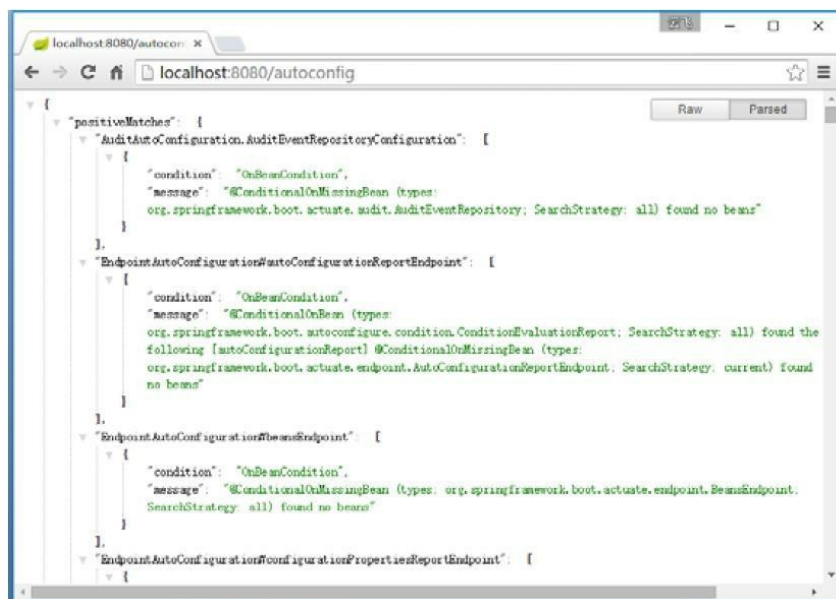 localhost:8080/autocon
localhost:8080/autoconfig
Raw
Parsed
{
"positiveMatches": {
"AuditAutoConfiguration.AuditEventRepositoryConfiguration": [
{
"condition": "OnBeanCondition",
"message": "@ConditionalOnMissingBean (types:
org.springframework.boot.actuate.audit.AuditEventRepository; SearchStrategy: all) found no beans"
}
],
"EndpointAutoConfiguration#autoConfigurationReportEndpoint": [
{
"condition": "OnBeanCondition",
"message": "@ConditionalOnBean (types:
org.springframework.boot.autoconfigure.condition.ConditionEvaluationReport; SearchStrategy: all) found the
following [autoConfigurationReport] @ConditionalOnMissingBean (types:
org.springframework.boot.actuate.endpoint.AutoConfigurationReportEndpoint; SearchStrategy: current) found
no beans"
}
],
"EndpointAutoConfiguration#beansEndpoint": [
{
"condition": "OnBeanCondition",
"message": "@ConditionalOnMissingBean (types: org.springframework.boot.actuate.endpoint.BeansEndpoint;
SearchStrategy: all) found no beans"
}
],
"EndpointAutoConfiguration#configurationPropertiesReportEndpoint": [
{